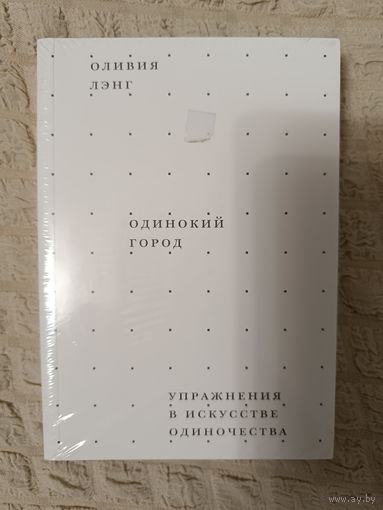 ОЛИВИЯ
ЛЭНГ
ОДИНОКИЙ
ГОРОД
УПРАЖНЕНИЯ
В ИСКУССТВЕ
ОДИНОЧЕСТВА
www.ay.by